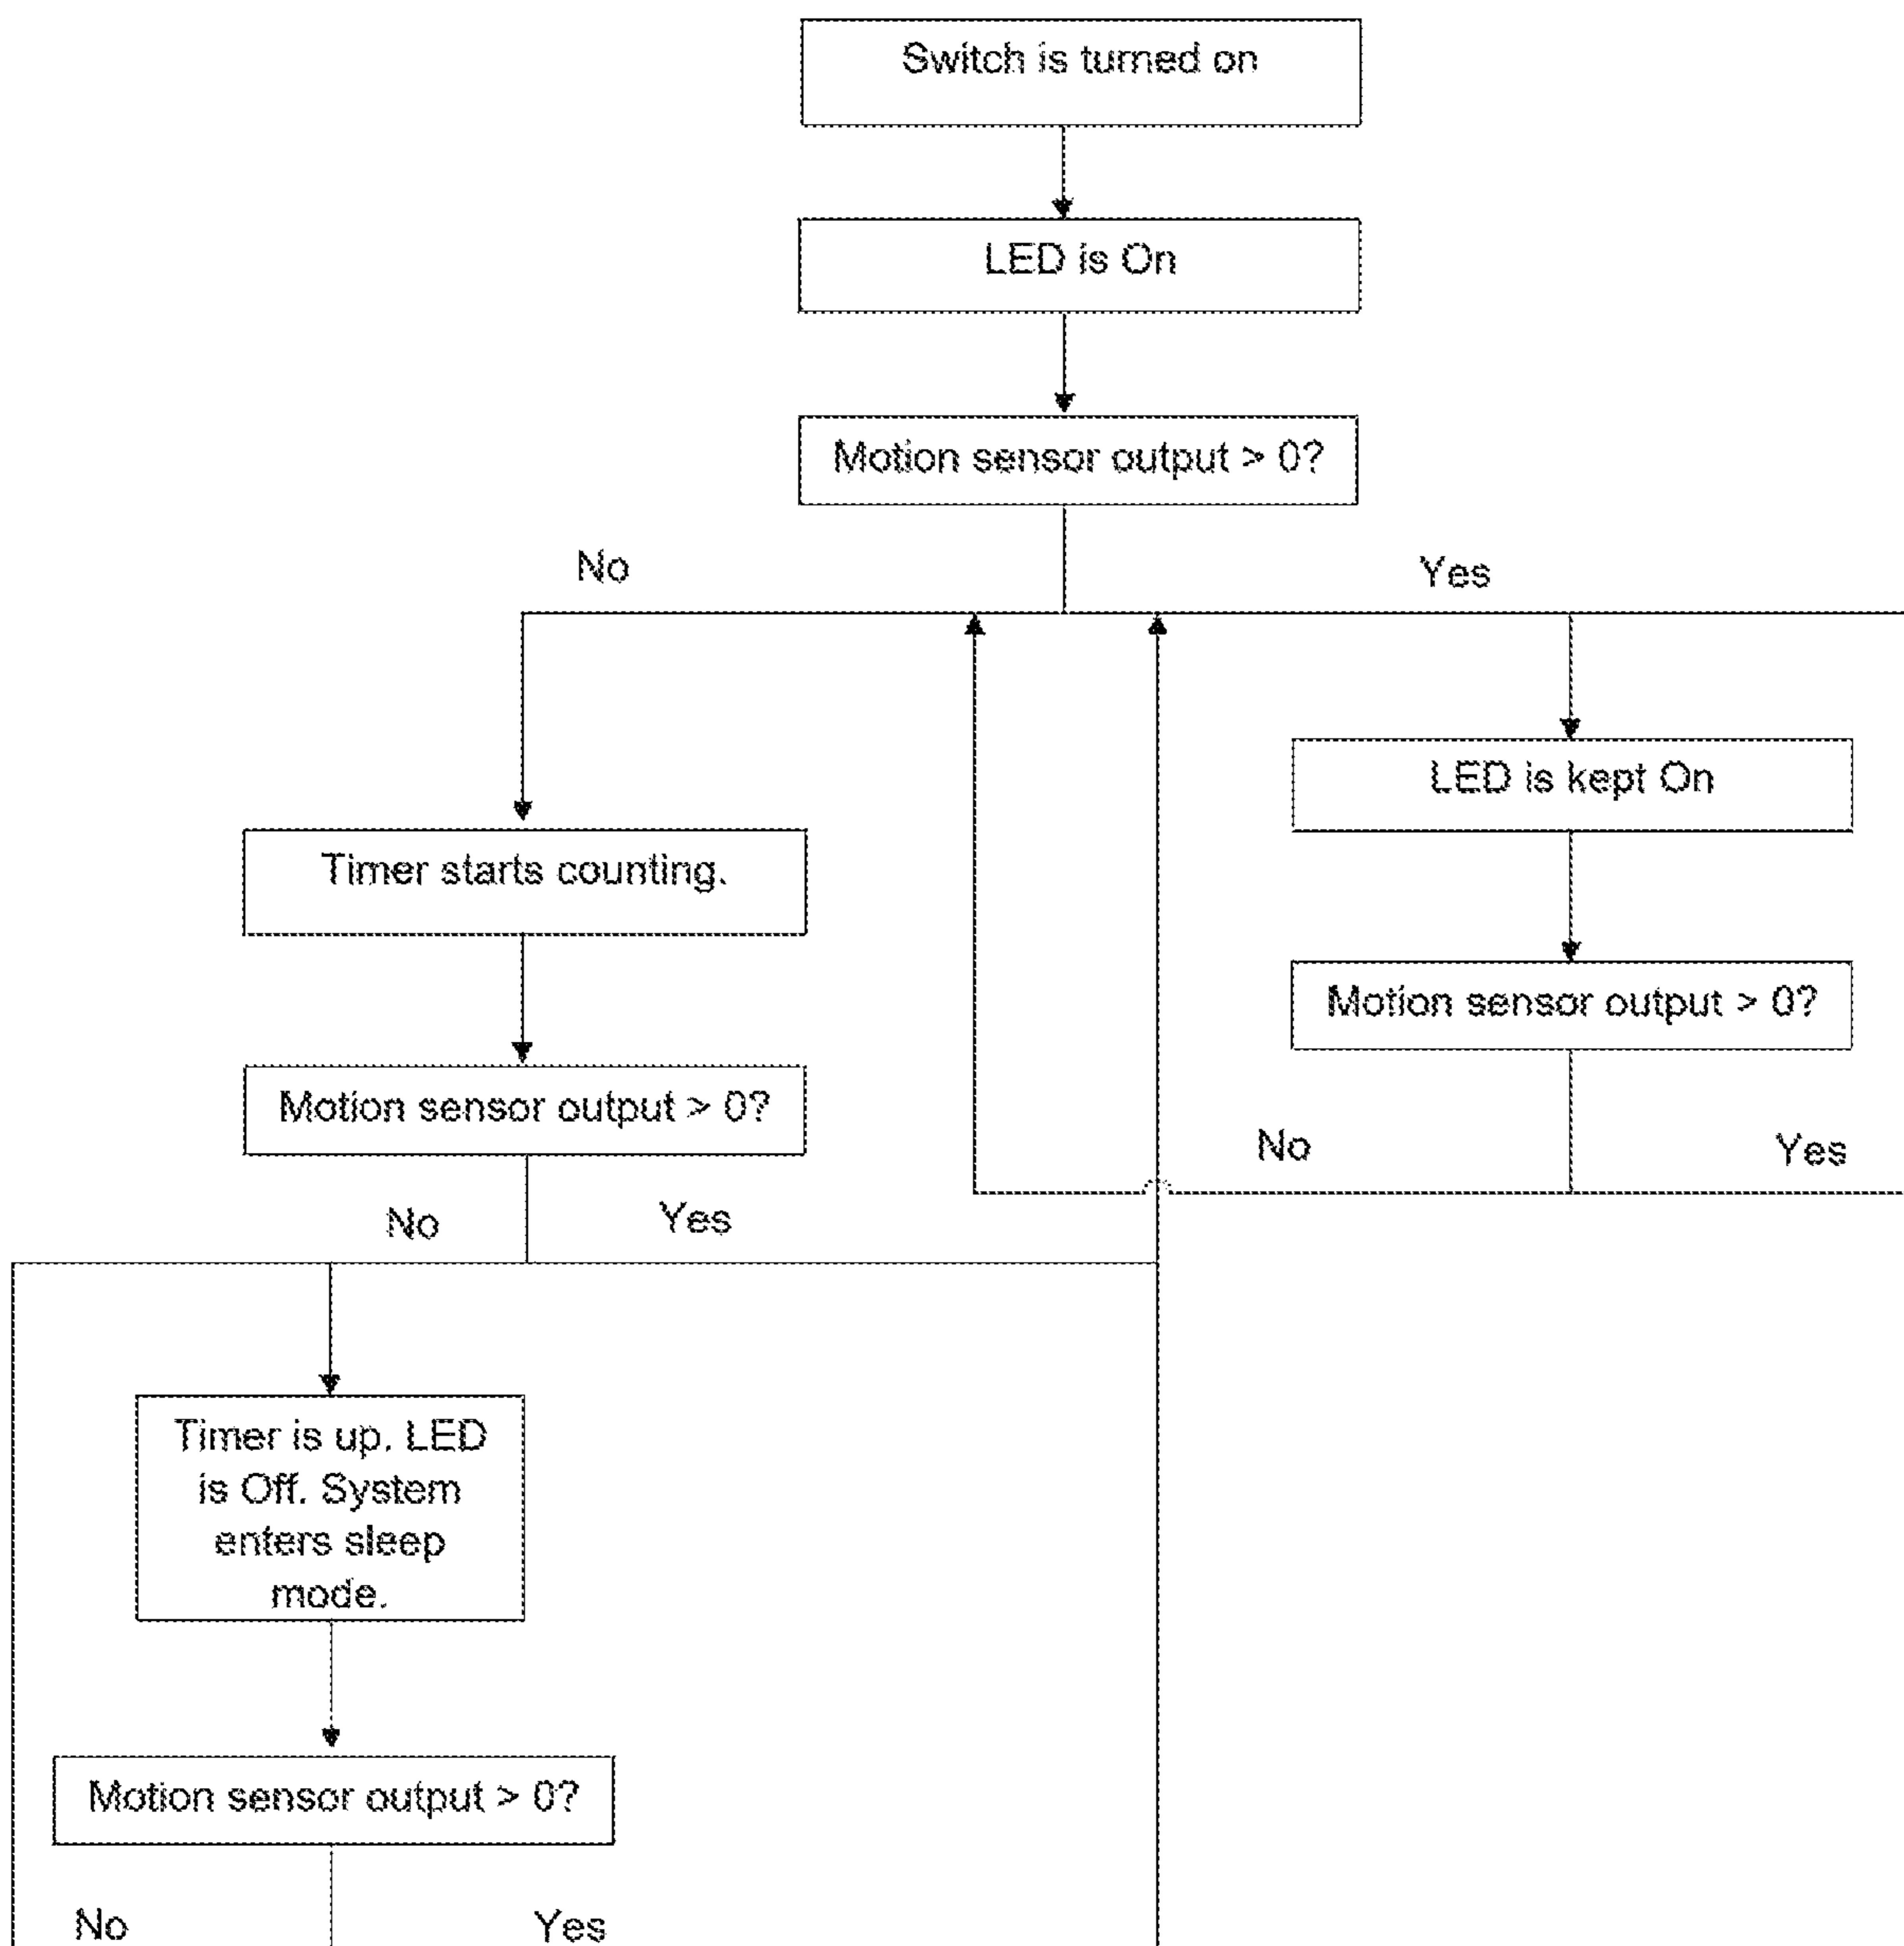 Switch is turned on
LED is On
Motion sensor output > 0?
No
Yes
LED is kept On
Timer starts counting.
Motion sensor output > 0?
Motion sensor output > 0?
No
Yes
No
Yes
Timer is up. LED
is Off. System
enters sleep
mode.
Motion sensor output > 0?
No
Yes